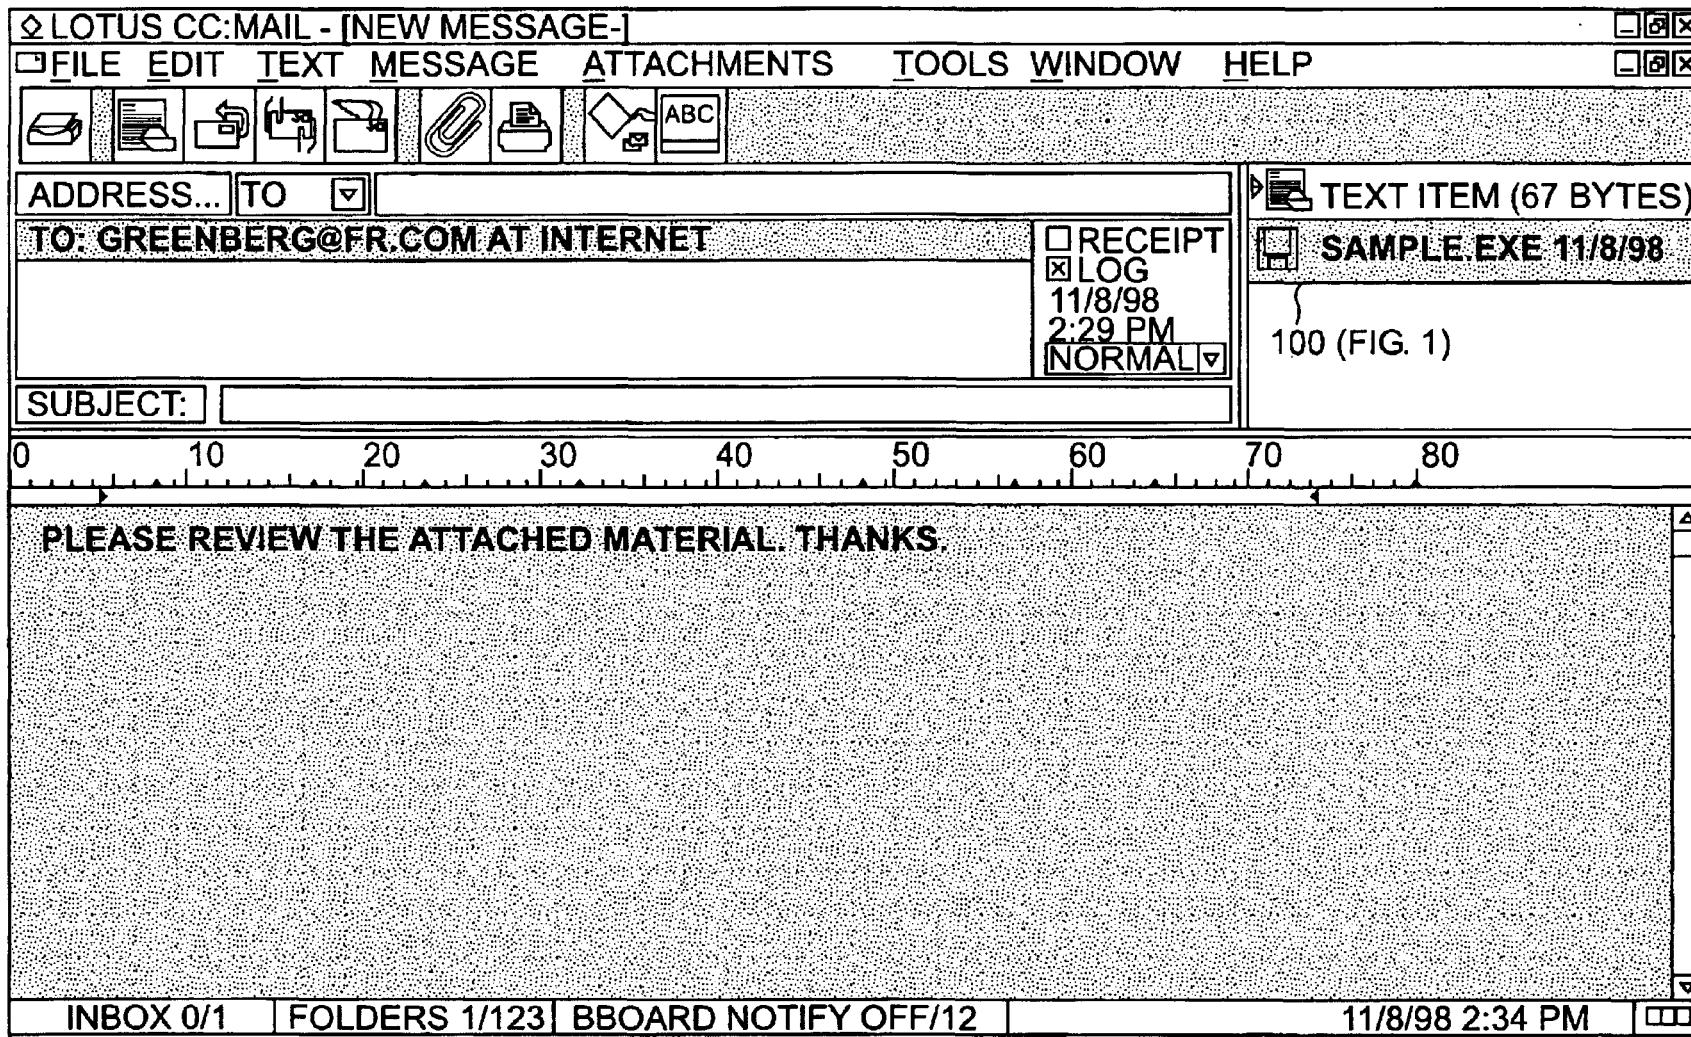 LOTUS CC:MAIL - [NEW MESSAGE-]
FILE EDIT TEXT MESSAGE ATTACHMENTS TOOLS WINDOW HELP
ABC
ADDRESS... TO
TO: GREENBERG@FR.COM AT INTERNET
RECEIPT
LOG
11/8/98
2:29 PM
NORMAL
SUBJECT:
TEXT ITEM (67 BYTES)
SAMPLE.EXE 11/8/98
100 (FIG. 1)
0 10 20 30 40 50 60 70 80
PLEASE REVIEW THE ATTACHED MATERIAL. THANKS.
INBOX 0/1 FOLDERS 1/123 BBOARD NOTIFY OFF/12 11/8/98 2:34 PM